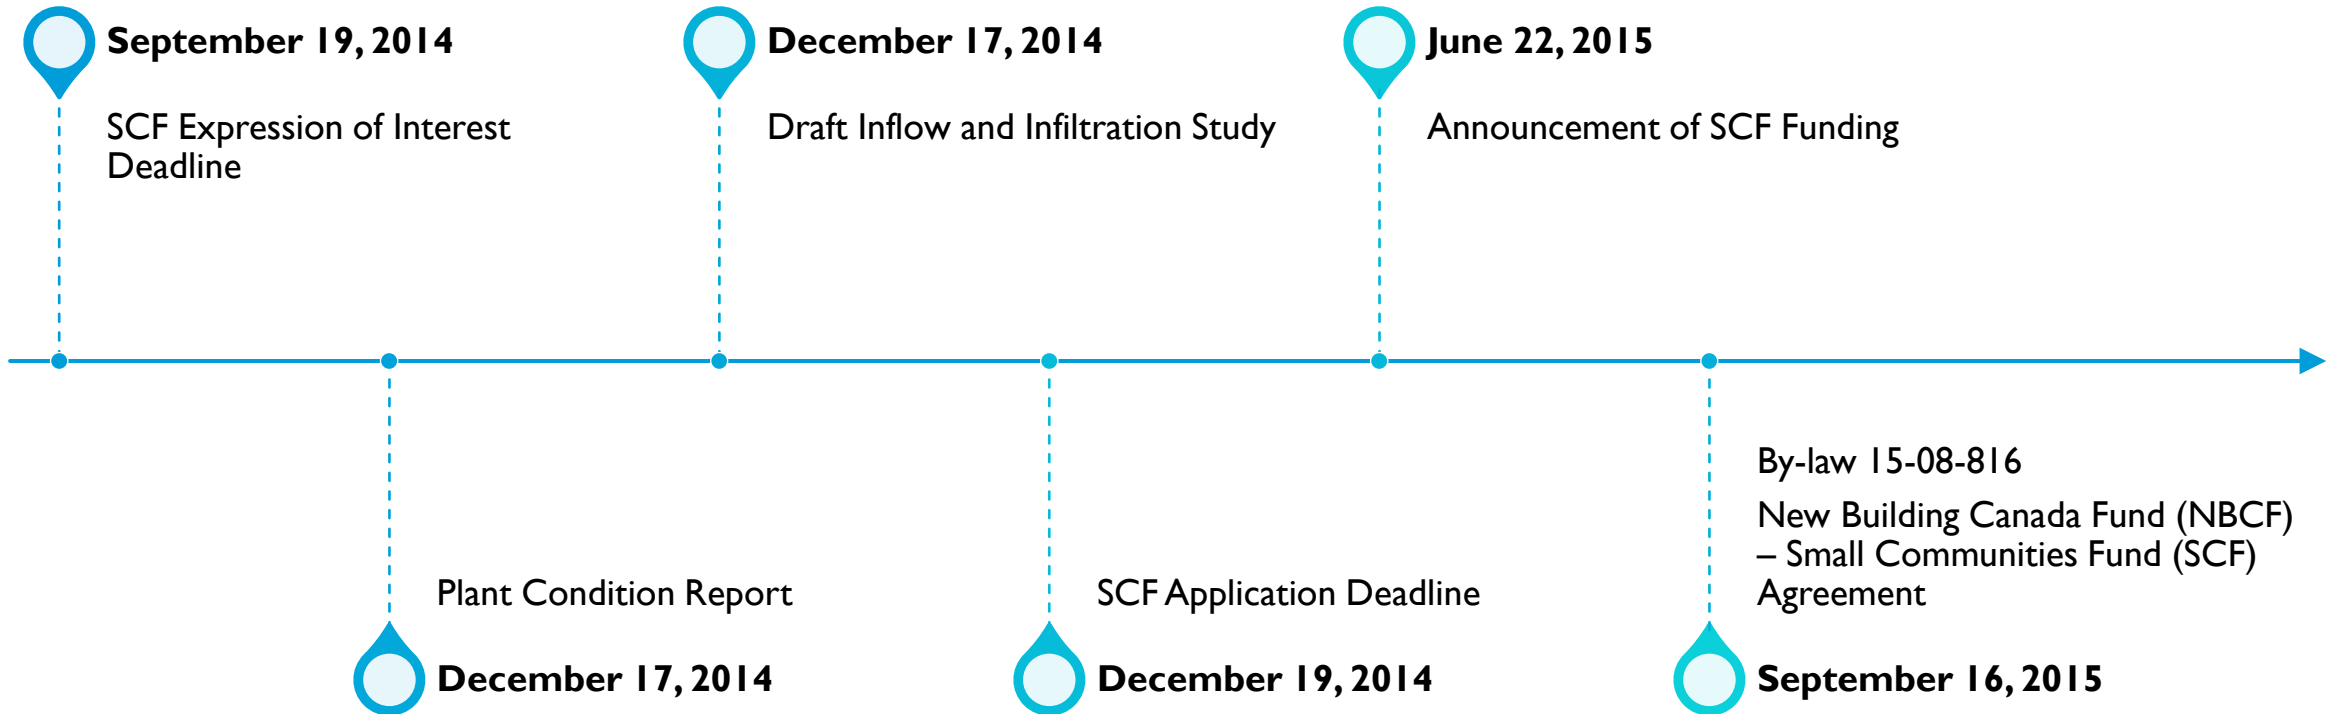 September 19, 2014
SCF Expression of Interest
Deadline
December 17, 2014
Draft Inflow and Infiltration Study
June 22, 2015
Announcement of SCF Funding
Plant Condition Report
December 17, 2014
SCF Application Deadline
December 19, 2014
By-law 15-08-816
New Building Canada Fund (NBCF)
– Small Communities Fund (SCF)
Agreement
September 16, 2015